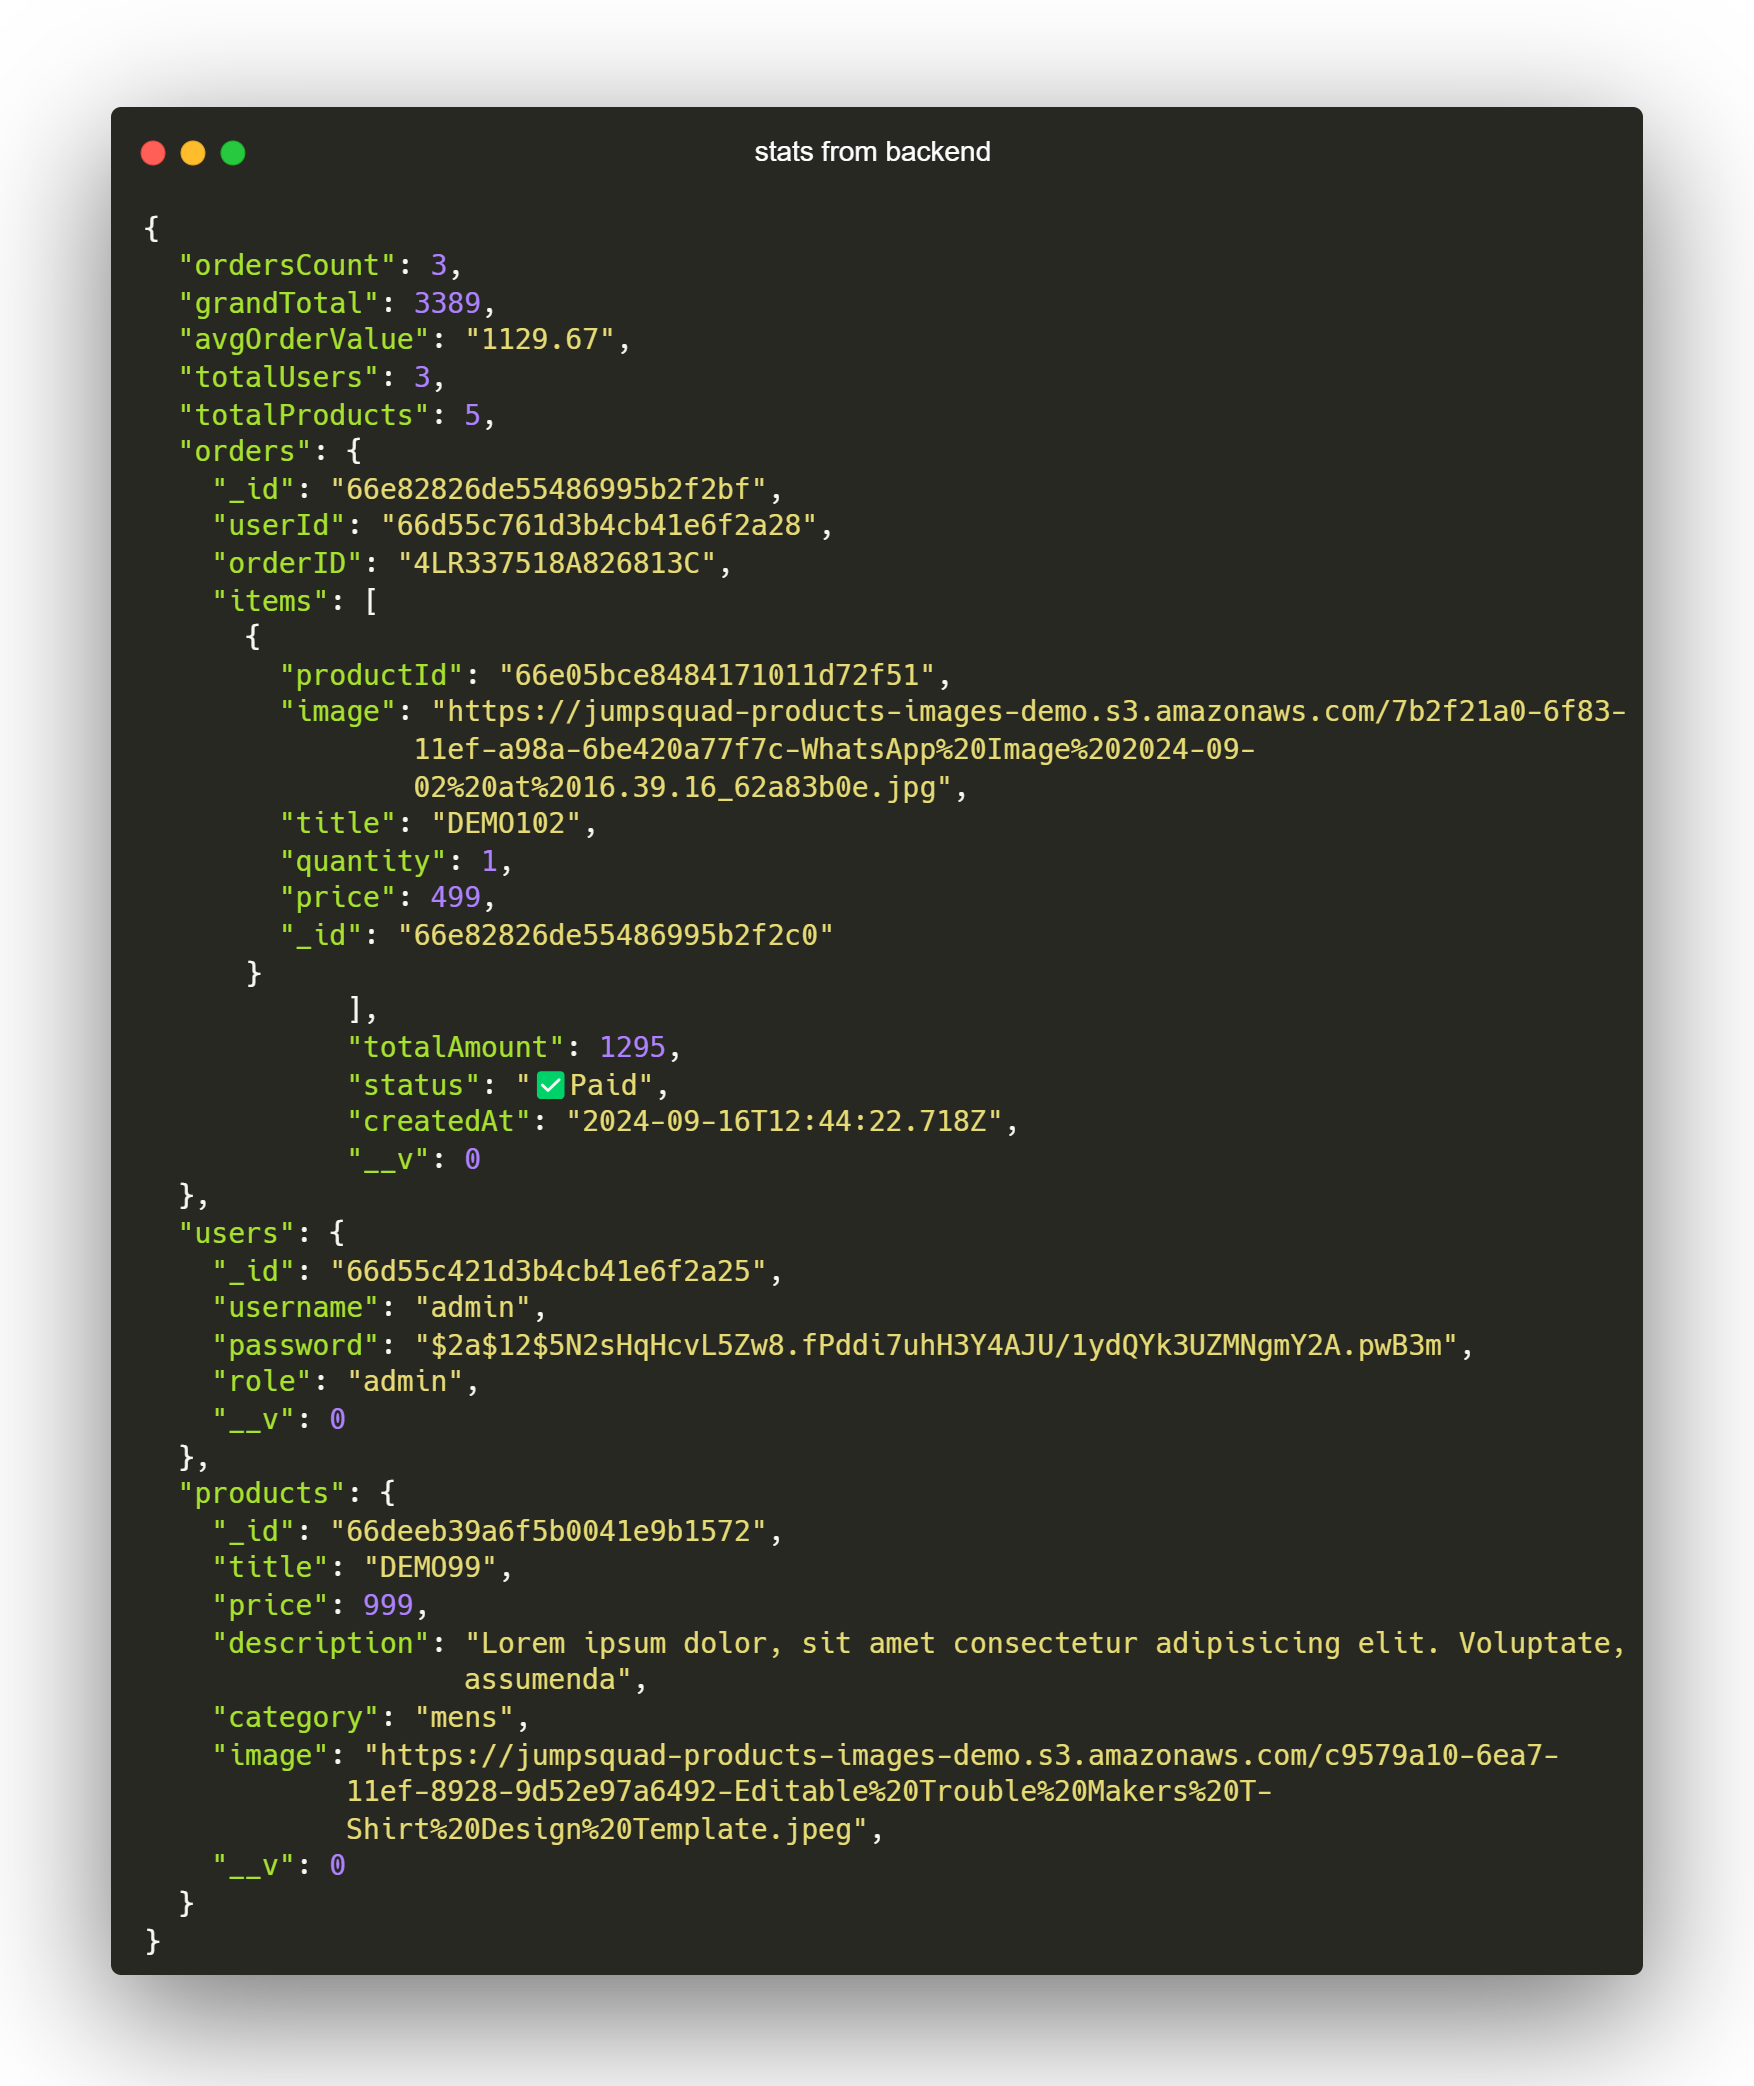 stats from backend
{
"ordersCount": 3,
"grandTotal": 3389,
"avgOrderValue": "1129.67",
"totalUsers": 3,
"totalProducts": 5,
"orders": {
"_id": "66e82826de55486995b2f2bf",
"userId": "66d55c761d3b4cb41e6f2a28",
"orderID": "4LR337518A826813C",
"items": [
{
"productId": "66e05bce8484171011d72f51",
"image": "https://jumpsquad-products-images-demo.s3.amazonaws.com/7b2f21a0-6f83-
11ef-a98a-6be420a77f7c-WhatsApp%20Image%202024-09-
02%20at%2016.39.16_62a83b0e.jpg",
"title": "DEMO102",
"quantity": 1,
"price": 499,
"_id": "66e82826de55486995b2f2c0"
}
],
"totalAmount": 1295,
"status": "✅Paid",
"createdAt": "2024-09-16T12:44:22.718Z",
"__v": 0
},
"users": {
"_id": "66d55c421d3b4cb41e6f2a25",
"username": "admin",
"password": "$2a$12$5N2sHqHcvL5Zw8.fPddi7uhH3Y4AJU/1ydQYk3UZMNgmY2A.pwB3m",
"role": "admin",
"__v": 0
},
"products": {
"_id": "66deeb39a6f5b0041e9b1572",
"title": "DEMO99",
"price": 999,
"description": "Lorem ipsum dolor, sit amet consectetur adipisicing elit. Voluptate,
assumenda",
"category": "mens",
"image": "https://jumpsquad-products-images-demo.s3.amazonaws.com/c9579a10-6ea7-
11ef-8928-9d52e97a6492-Editable%20Trouble%20Makers%20T-
Shirt%20Design%20Template.jpeg",
"__v": 0
}
}